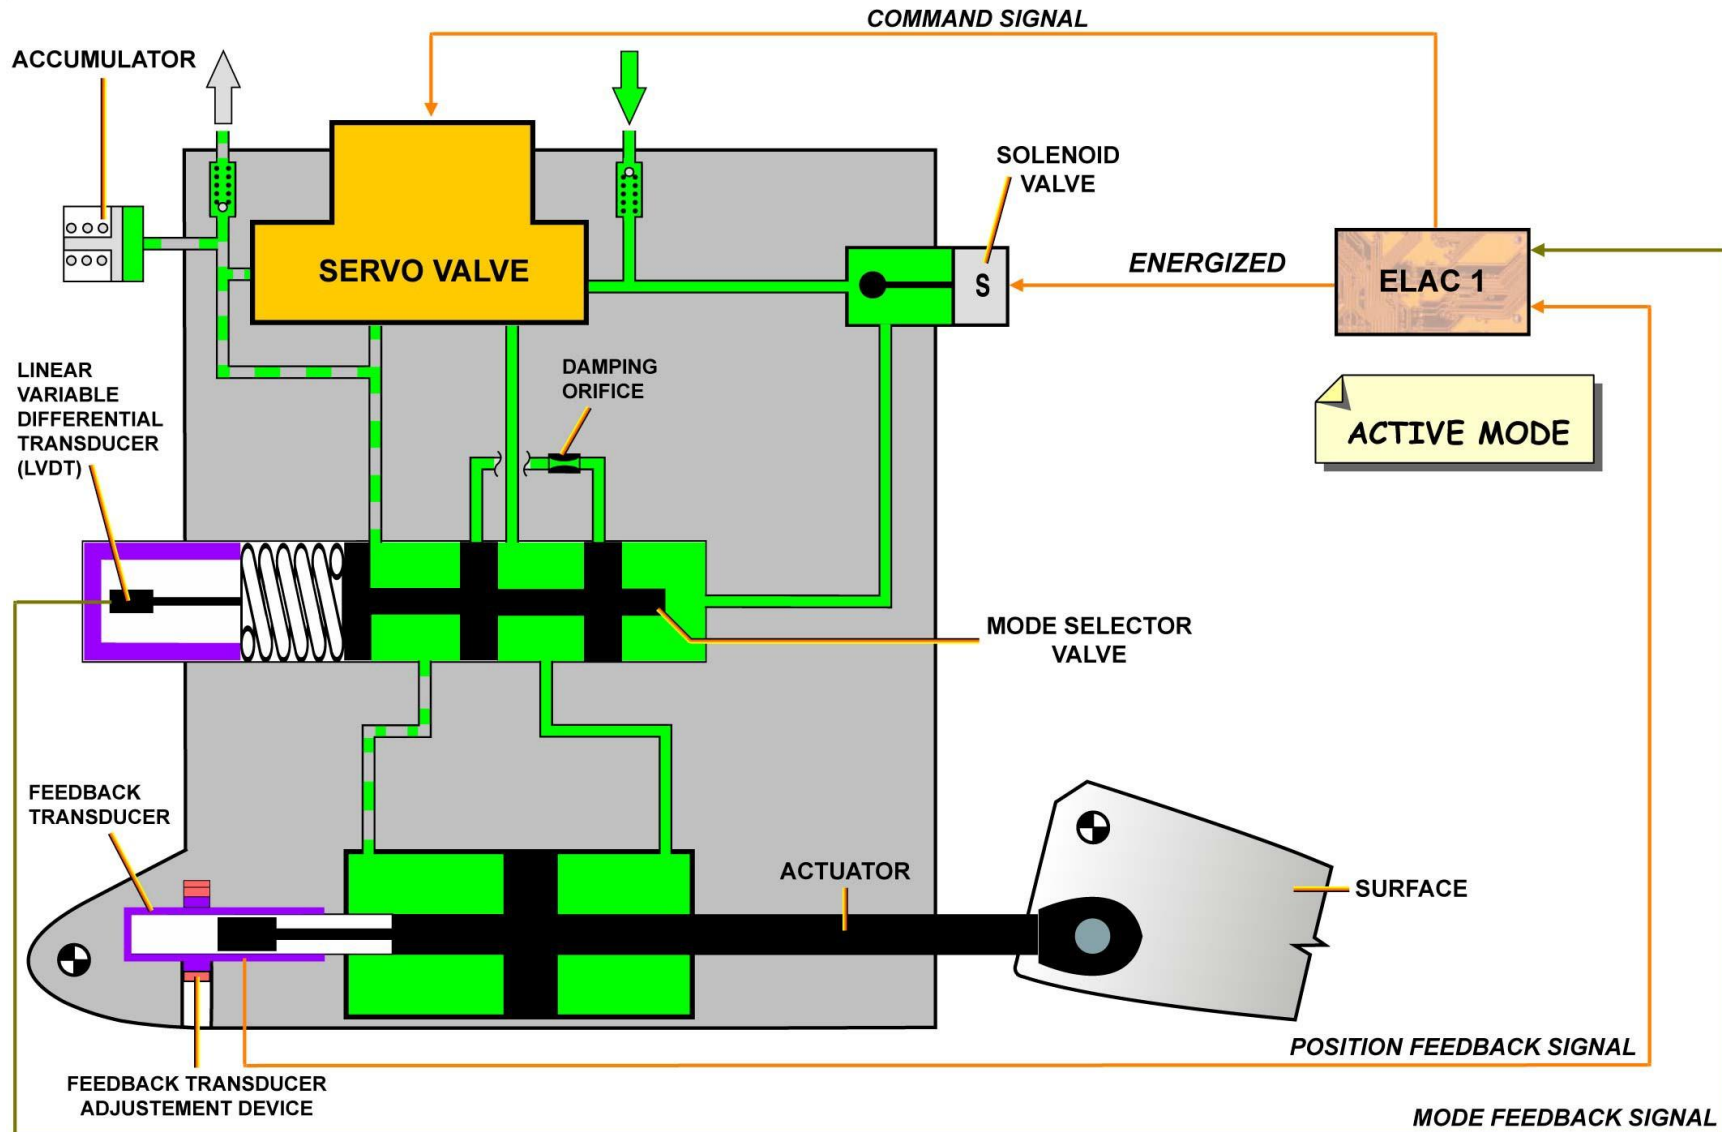 COMMAND SIGNAL
ACCUMULATOR
SOLENOID
VALVE
SERVO VALVE
S
ENERGIZED
ELAC 1
LINEAR
VARIABLE
DIFFERENTIAL
TRANSDUCER
(LVDT)
DAMPING
ORIFICE
ACTIVE MODE
MODE SELECTOR
VALVE
FEEDBACK
TRANSDUCER
ACTUATOR
SURFACE
POSITION FEEDBACK SIGNAL
FEEDBACK TRANSDUCER
ADJUSTEMENT DEVICE
MODE FEEDBACK SIGNAL